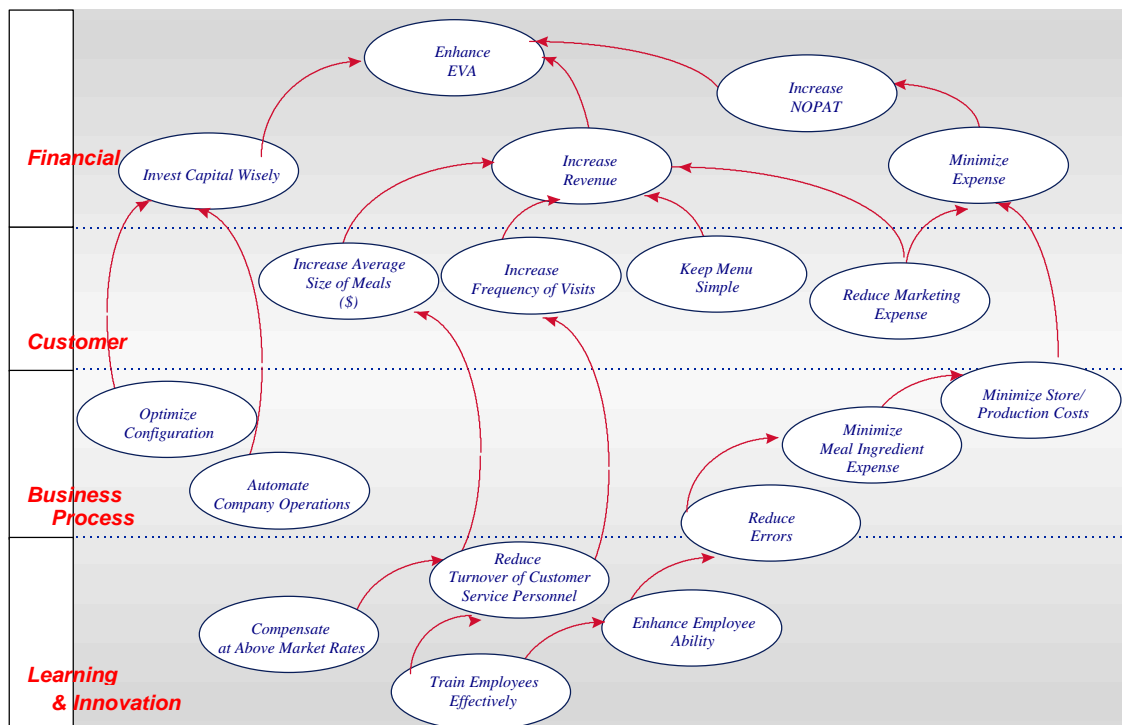 Enhance
EVA
Increase
NOPAT
Financial
Invest Capital Wisely
Increase
Revenue
Minimize
Expense
Increase Average
Size of Meals
($)
Increase
Frequency of Visits
Keep Menu
Simple
Reduce Marketing
Expense
Customer
Optimize
Configuration
Minimize Store/
Production Costs
Minimize
Meal Ingredient
Expense
Automate
Company Operations
Business
Process
Reduce
Errors
Reduce
Turnover of Customer
Service Personnel
Compensate
at Above Market Rates
Enhance Employee
Ability
Learning
& Innovation
Train Employees
Effectively